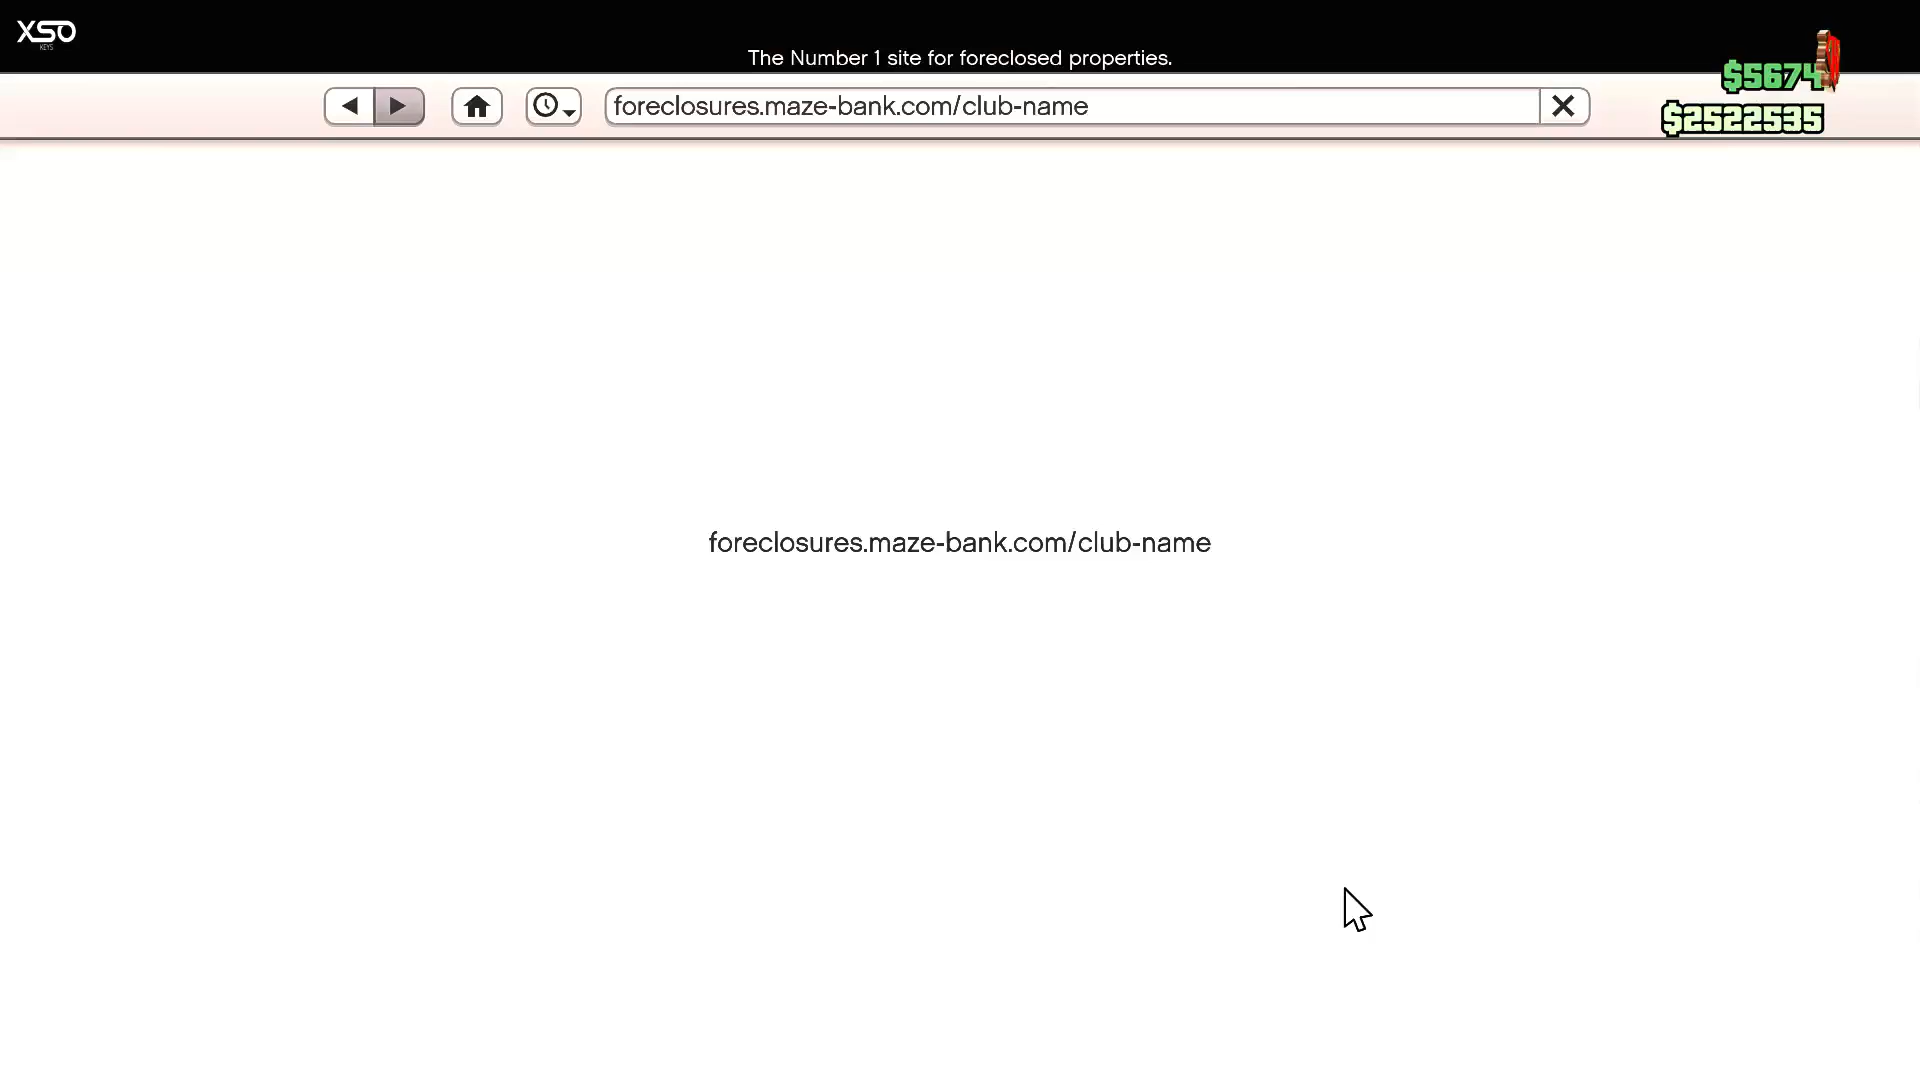 XSO
KEYS
The Number 1 site for foreclosed properties.
$5674
foreclosures.maze-bank.com/club-name
$2522535
foreclosures.maze-bank.com/club-name